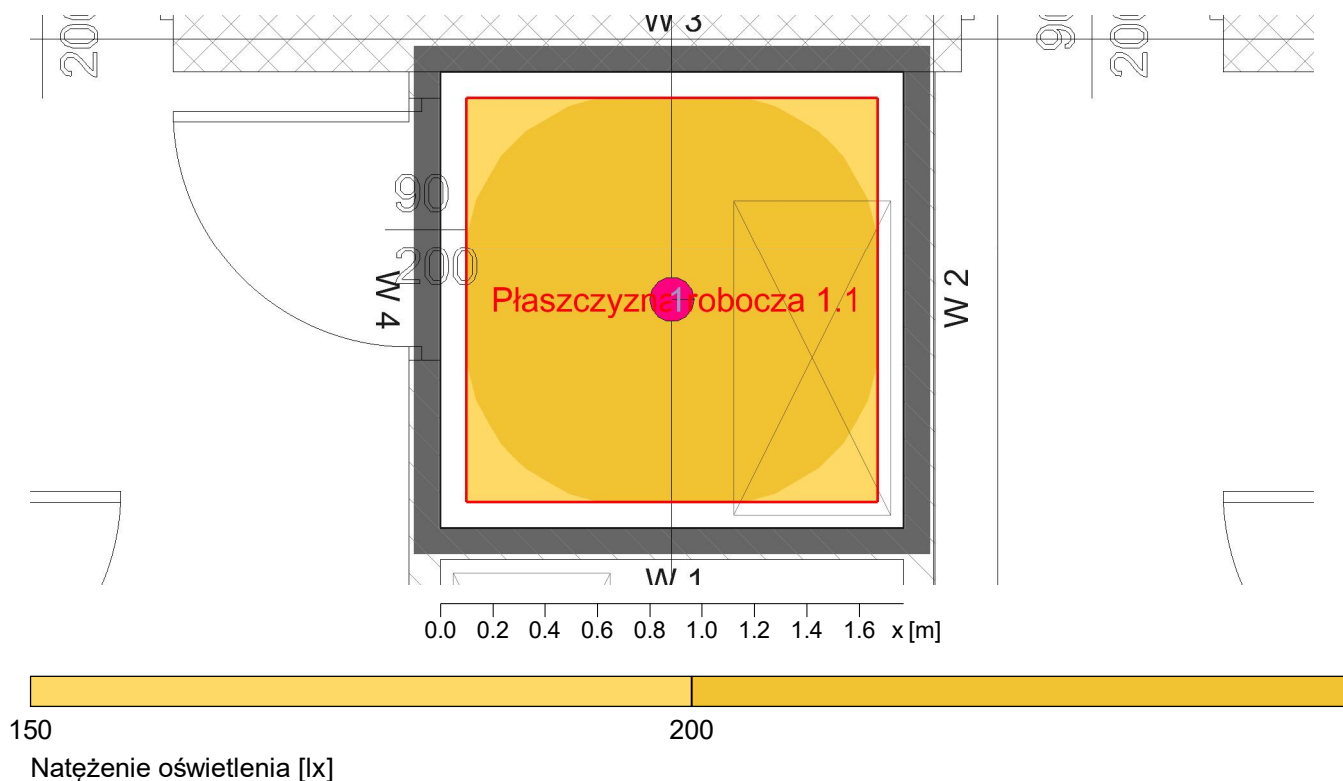 W 3
200
90
200
90
200
W 4
Płaszczyzna robocza 1.1
1
W 2
W 1
0.0 0.2 0.4 0.6 0.8 1.0 1.2 1.4 1.6 x [m]
150 200
Natężenie oświetlenia [lx]